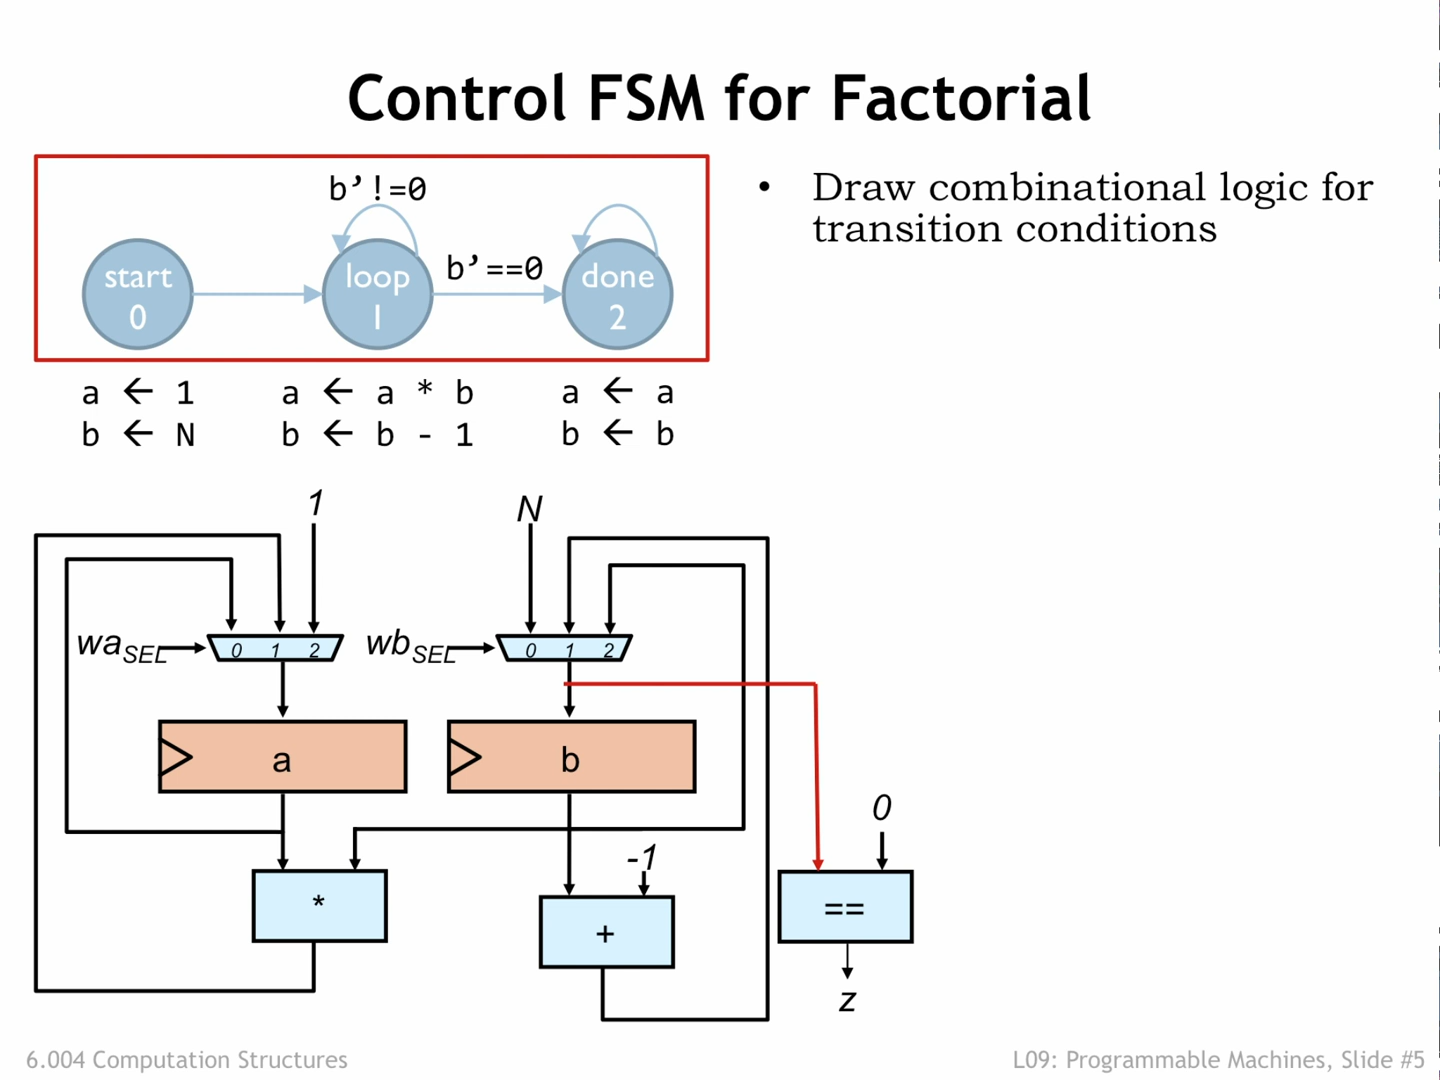 Control FSM for Factorial
b’!=0
start
0
loop
1
b’==0
done
2
• Draw combinational logic for
transition conditions
a ← 1
b ← N
a ← a * b
b ← b - 1
a ← a
b ← b
1
N
waSEL
0 1 2
wbSEL
0 1 2
a
b
0
-1
*
+
==
z
6.004 Computation Structures
L09: Programmable Machines, Slide #5